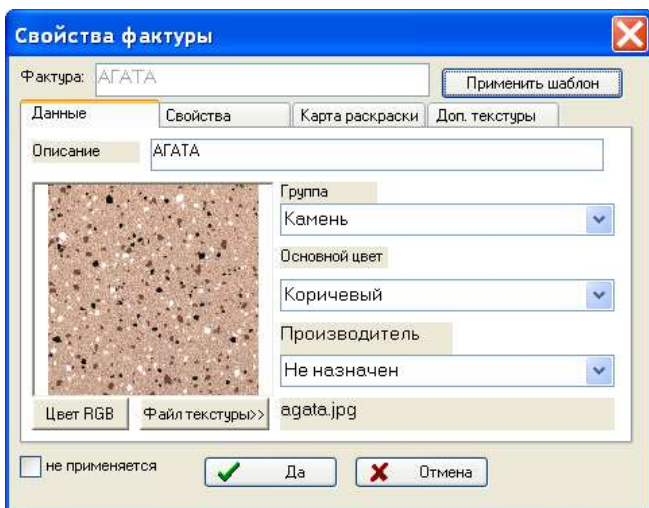 Свойства фактуры
Фактура: АГАТА Применить шаблон
Данные Свойства Карта раскраски Доп. текстуры
Описание АГАТА
Группа
Камень
Основной цвет
Коричевый
Производитель
Не назначен
Цвет RGB Файл текстуры>> agata.jpg
не применяется Да Отмена